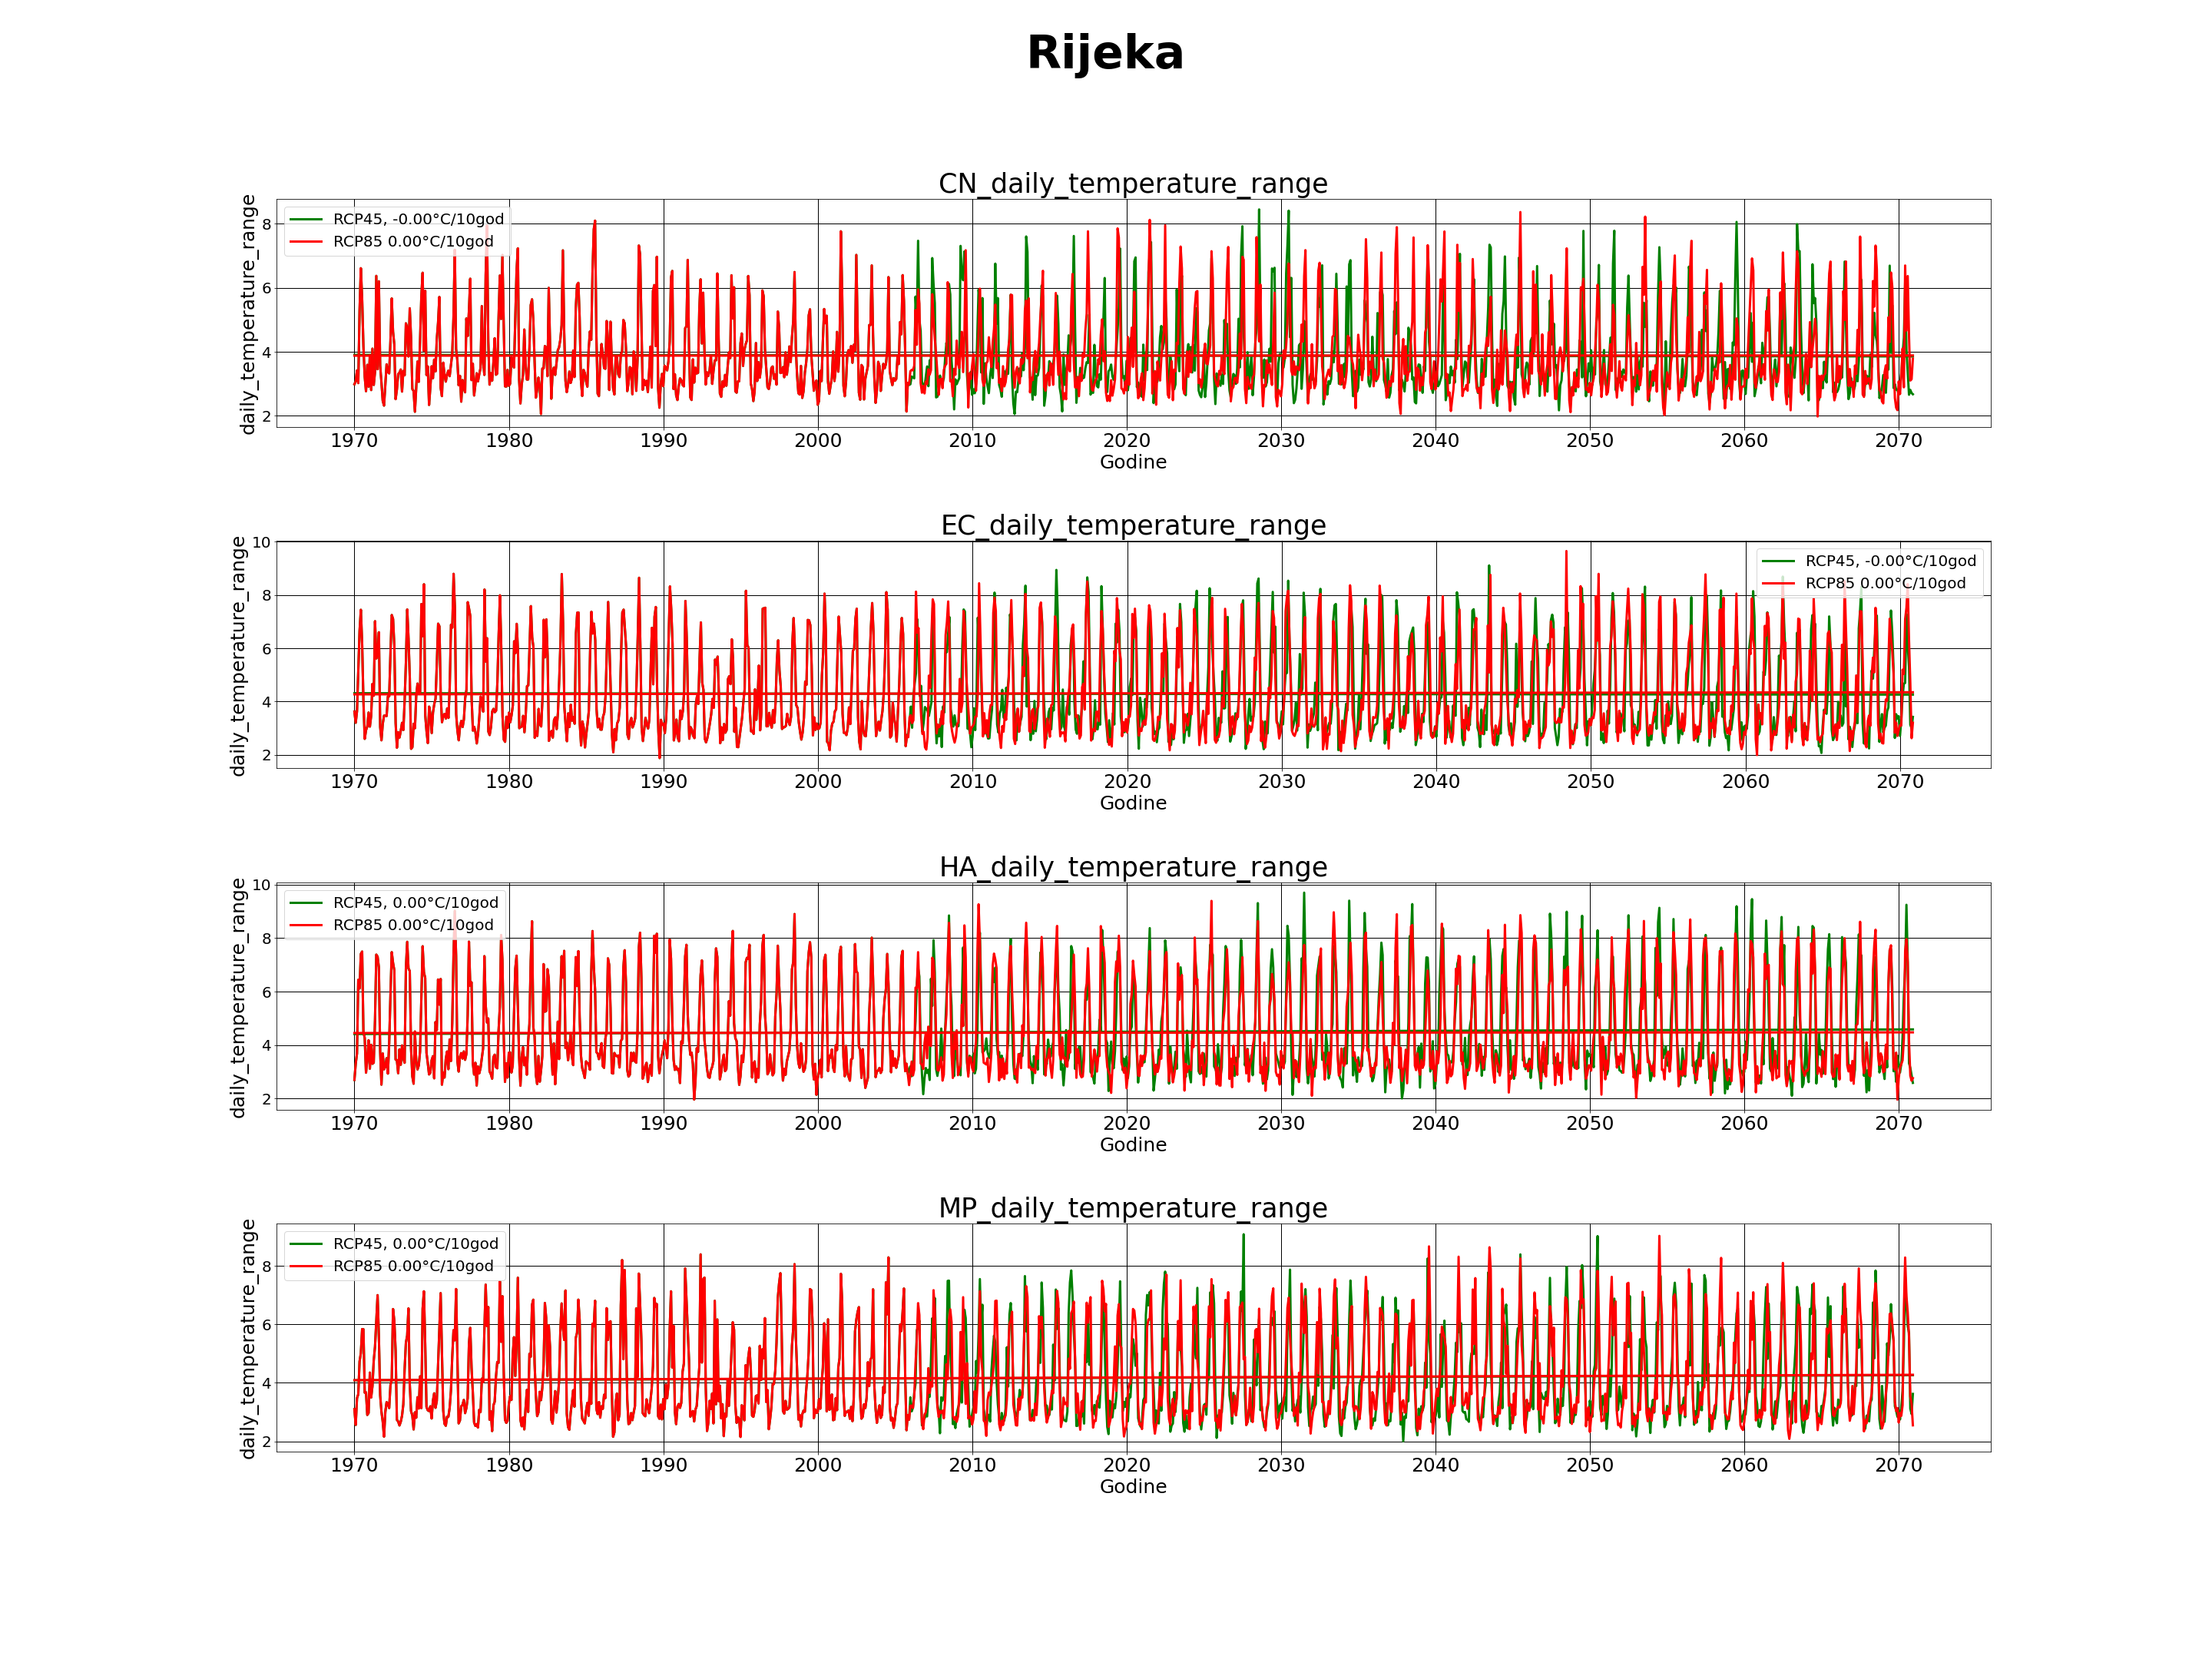 Rijeka
CN_daily_temperature_range
daily_temperature_range
8
6
4
2
RCP45, -0.00°C/10god
RCP85 0.00°C/10god
1970 1980 1990 2000 2010 2020 2030 2040 2050 2060 2070
Godine
EC_daily_temperature_range
daily_temperature_range
10
8
6
4
2
RCP45, -0.00°C/10god
RCP85 0.00°C/10god
1970 1980 1990 2000 2010 2020 2030 2040 2050 2060 2070
Godine
HA_daily_temperature_range
daily_temperature_range
10
8
6
4
2
RCP45, 0.00°C/10god
RCP85 0.00°C/10god
1970 1980 1990 2000 2010 2020 2030 2040 2050 2060 2070
Godine
MP_daily_temperature_range
daily_temperature_range
8
6
4
2
RCP45, 0.00°C/10god
RCP85 0.00°C/10god
1970 1980 1990 2000 2010 2020 2030 2040 2050 2060 2070
Godine